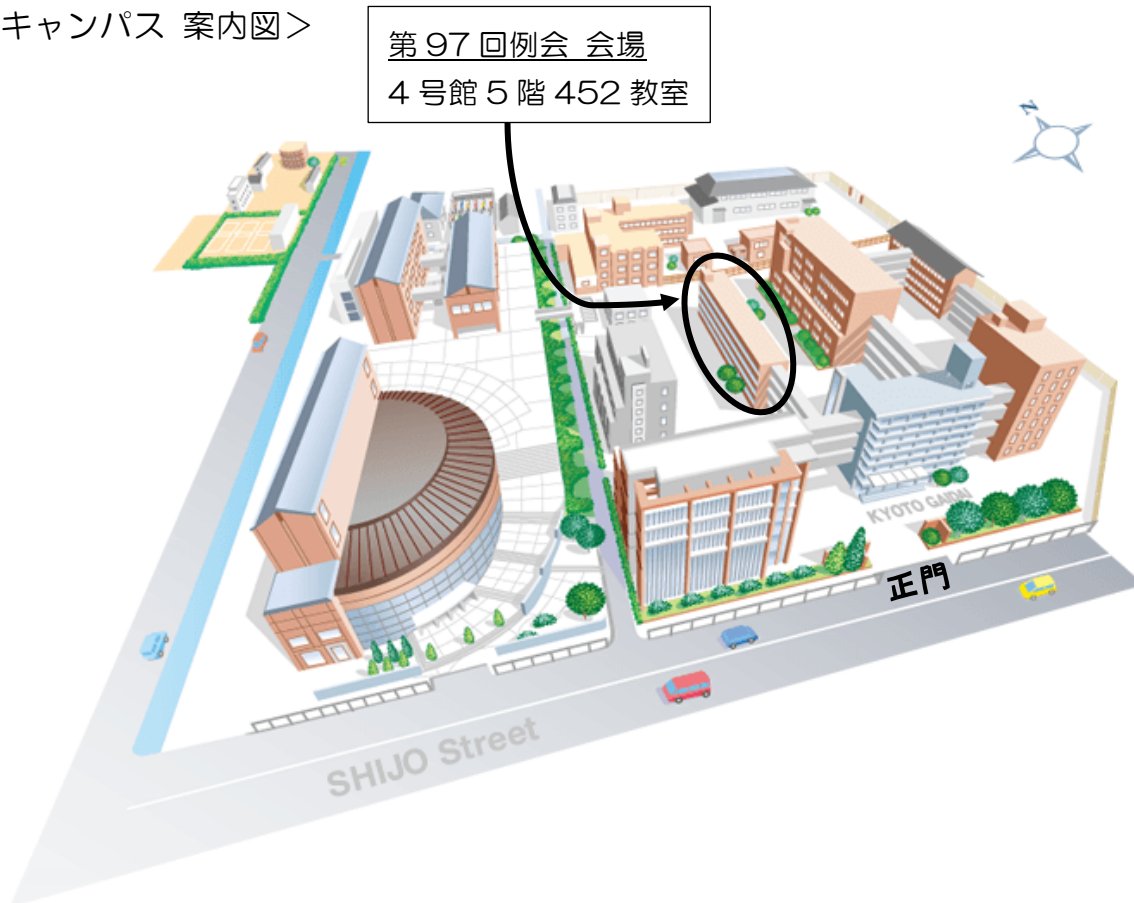 キャンパス 案内図＞
第 97 回例会 会場
4 号館 5 階 452 教室
N
KYOTO GAIDAI
正門
SHIJO Street